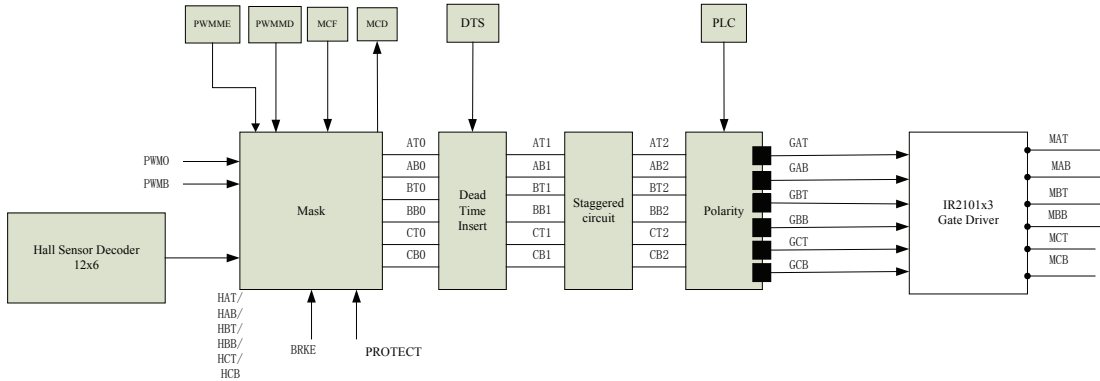 PWMME
PWMMD
MCF
MCD
DTS
PLC
PWMO
PWMB
Hall Sensor Decoder
12x6
HAT/
HAB/
HBT/
HBB/
HCT/
HCB
Mask
BRKE
PROTECT
AT0
AB0
BT0
BB0
CT0
CB0
Dead
Time
Insert
AT1
AB1
BT1
BB1
CT1
CB1
Staggered
circuit
AT2
AB2
BT2
BB2
CT2
CB2
Polarity
GAT
GAB
GBT
GBB
GCT
GCB
IR2101x3
Gate Driver
MAT
MAB
MBT
MBB
MCT
MCB